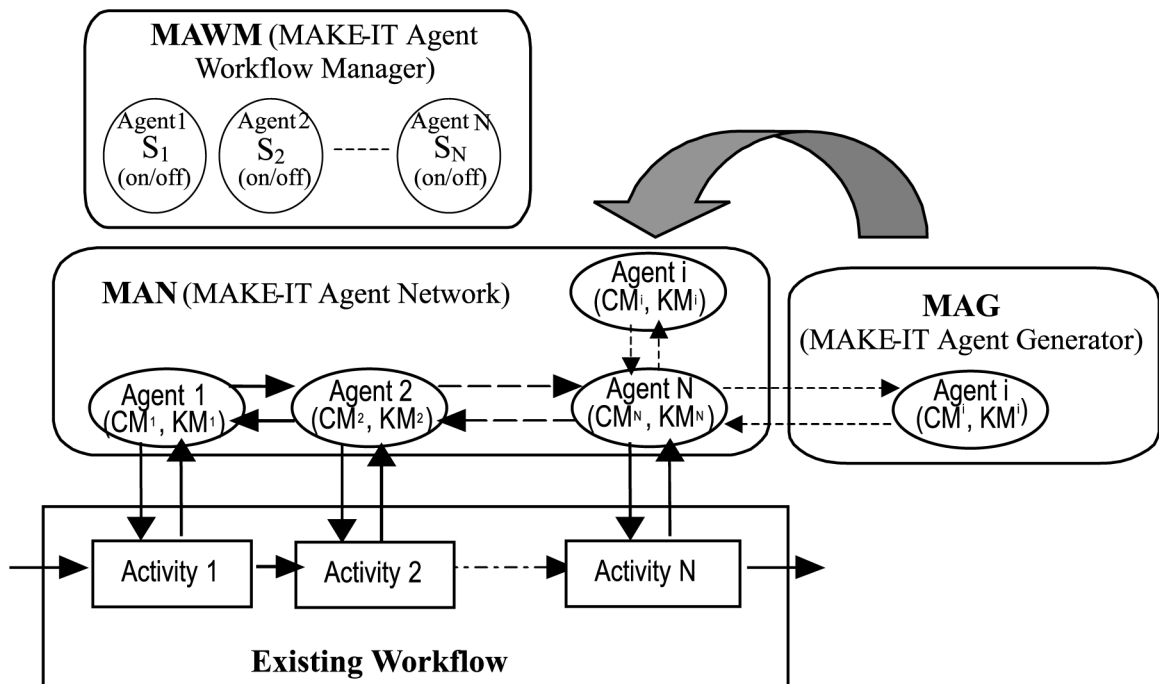 MAWM (MAKE-IT Agent
Workflow Manager)
Agent1
S1
(on/off)
Agent2
S2
(on/off)
Agent N
SN
(on/off)
MAN (MAKE-IT Agent Network)
Agent i
(CMⁱ, KMⁱ)
MAG
(MAKE-IT Agent Generator)
Agent i
(CMⁱ, KMⁱ)
Agent 1
(CM¹, KM¹)
Agent 2
(CM², KM²)
Agent N
(CMᴺ, KMᴺ)
Activity 1
Activity 2
Activity N
Existing Workflow